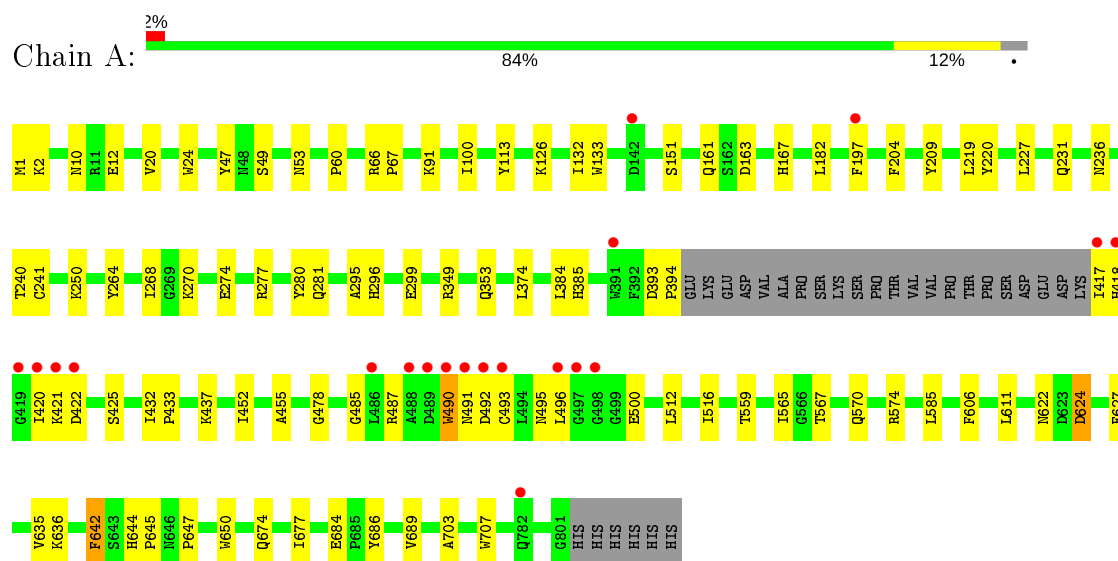 2%
Chain A:
84% 12% •
M1 K2 N10 R11 E12 V20 W24 Y47 N48 S49 N53 P60 R66 P67 K91 I100 Y113 K126 I132 W133 D142 S151 Q161 S162 D163 H167 L182 F197 F204 Y209 L219 Y220 L227 Q231 N236
T240 C241 K250 Y264 I268 G269 K270 E274 R277 Y280 Q281 A295 H296 E299 R349 Q353 L374 L384 H385 W391 F392 D393 P394 GLU LYS GLU ASP VAL ALA PRO SER LYS SER PRO THR VAL VAL PRO THR PRO SER ASP GLU ASP LYS I417 H418
G419 I420 K421 D422 S425 I432 P433 K437 I452 A455 G478 G485 L486 R487 A488 D489 W490 N491 D492 C493 L494 N495 L496 G497 G498 G499 E500 L512 I516 T559 I565 G566 T567 Q570 R574 L585 F606 L611 N622 D623 D624
V635 K636 F642 S643 H644 P645 N646 P647 W650 Q674 I677 E684 P685 Y686 V689 A703 W707 Q782 G801 HIS HIS HIS HIS HIS HIS